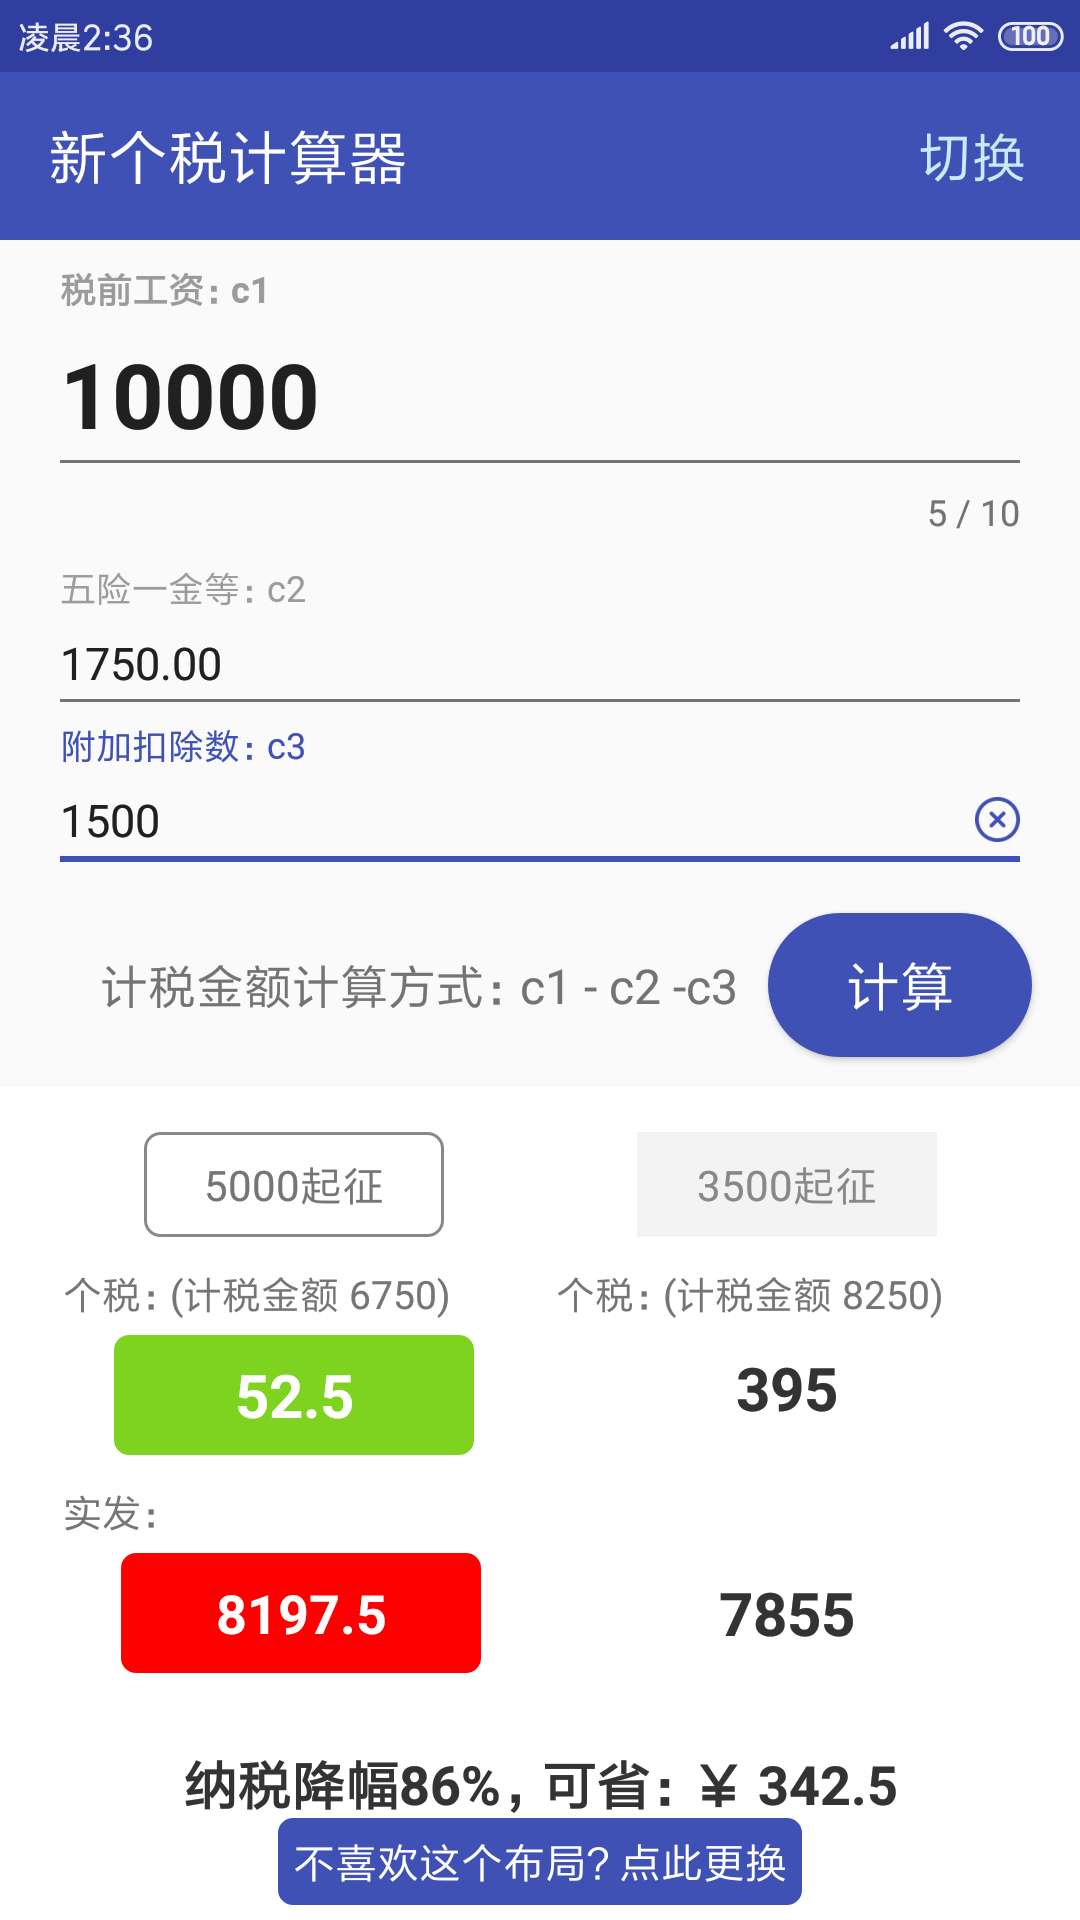 凌晨2:36
100
新个税计算器
切换
税前工资: c1
10000
5 / 10
五险一金等: c2
1750.00
附加扣除数: c3
1500
计税金额计算方式: c1 - c2 -c3
计算
5000起征
3500起征
个税: (计税金额 6750)
个税: (计税金额 8250)
52.5
395
实发:
8197.5
7855
纳税降幅86%, 可省: ￥ 342.5
不喜欢这个布局? 点此更换